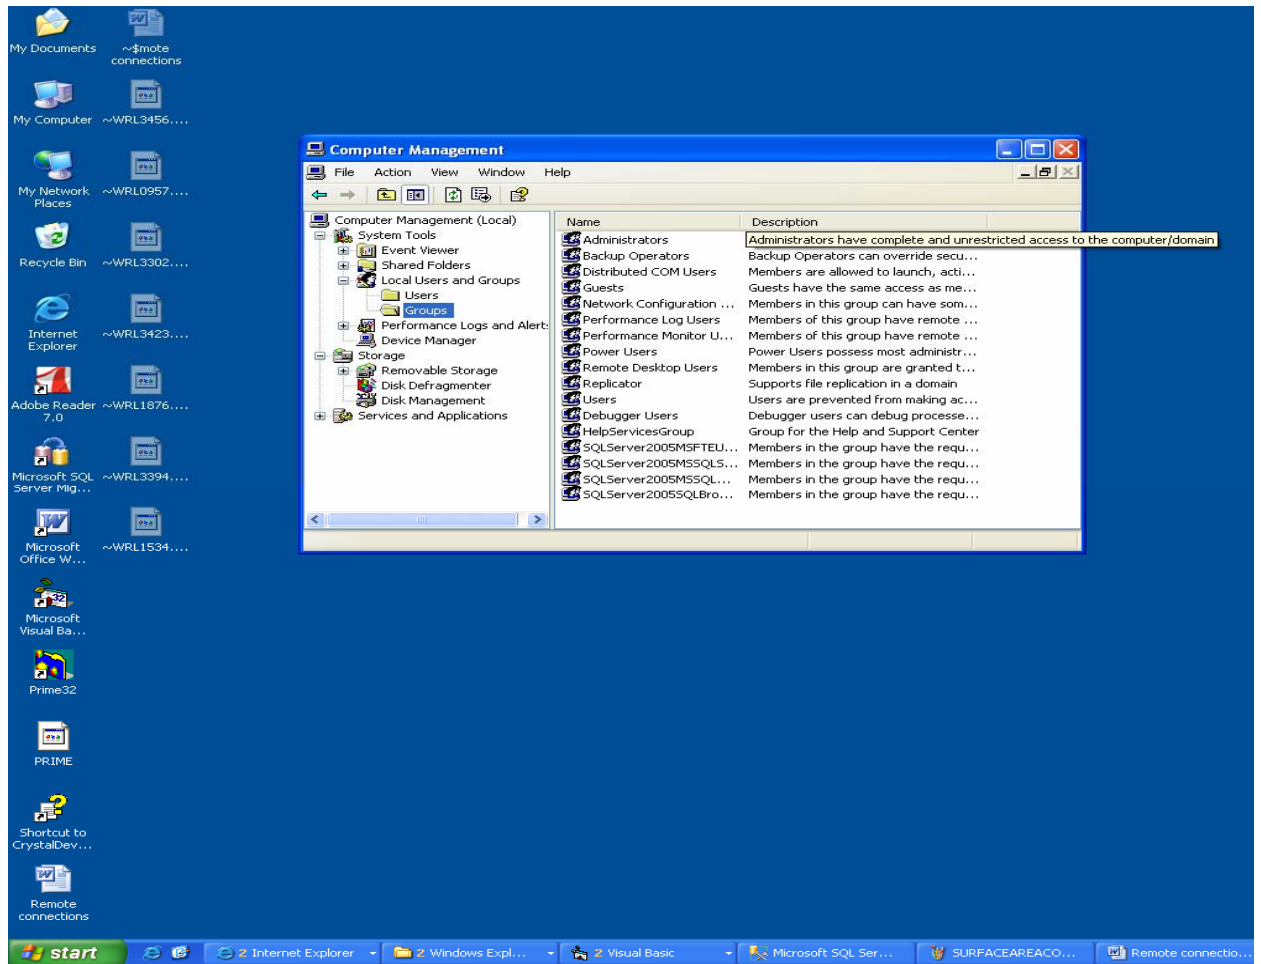 My Documents
~$mote
connections
My Computer
~WRL3456....
My Network
Places
~WRL0957....
Recycle Bin
~WRL3302....
Internet
Explorer
~WRL3423....
Adobe Reader
7.0
~WRL1876....
Microsoft SQL
Server Mig...
~WRL3394....
Microsoft
Office W...
~WRL1534....
Microsoft
Visual Ba...
Prime32
PRIME
Shortcut to
CrystalDev...
Remote
connections
Computer Management
File Action View Window Help
Computer Management (Local)
System Tools
Event Viewer
Shared Folders
Local Users and Groups
Users
Groups
Performance Logs and Alert
Device Manager
Storage
Removable Storage
Disk Defragmenter
Disk Management
Services and Applications
Name Description
Administrators Administrators have complete and unrestricted access to the computer/domain
Backup Operators Backup Operators can override secu...
Distributed COM Users Members are allowed to launch, acti...
Guests Guests have the same access as me...
Network Configuration ... Members in this group can have som...
Performance Log Users Members of this group have remote ...
Performance Monitor U... Members of this group have remote ...
Power Users Power Users possess most administr...
Remote Desktop Users Members in this group are granted t...
Replicator Supports file replication in a domain
Users Users are prevented from making ac...
Debugger Users Debugger users can debug processe...
HelpServicesGroup Group for the Help and Support Center
SQLServer2005MSFTEU... Members in the group have the requ...
SQLServer2005MSSQLS... Members in the group have the requ...
SQLServer2005MSSQL... Members in the group have the requ...
SQLServer2005SQLBro... Members in the group have the requ...
start 2 Internet Explorer 2 Windows Expl... 2 Visual Basic Microsoft SQL Ser... SURFACEAREACO... Remote connectio...